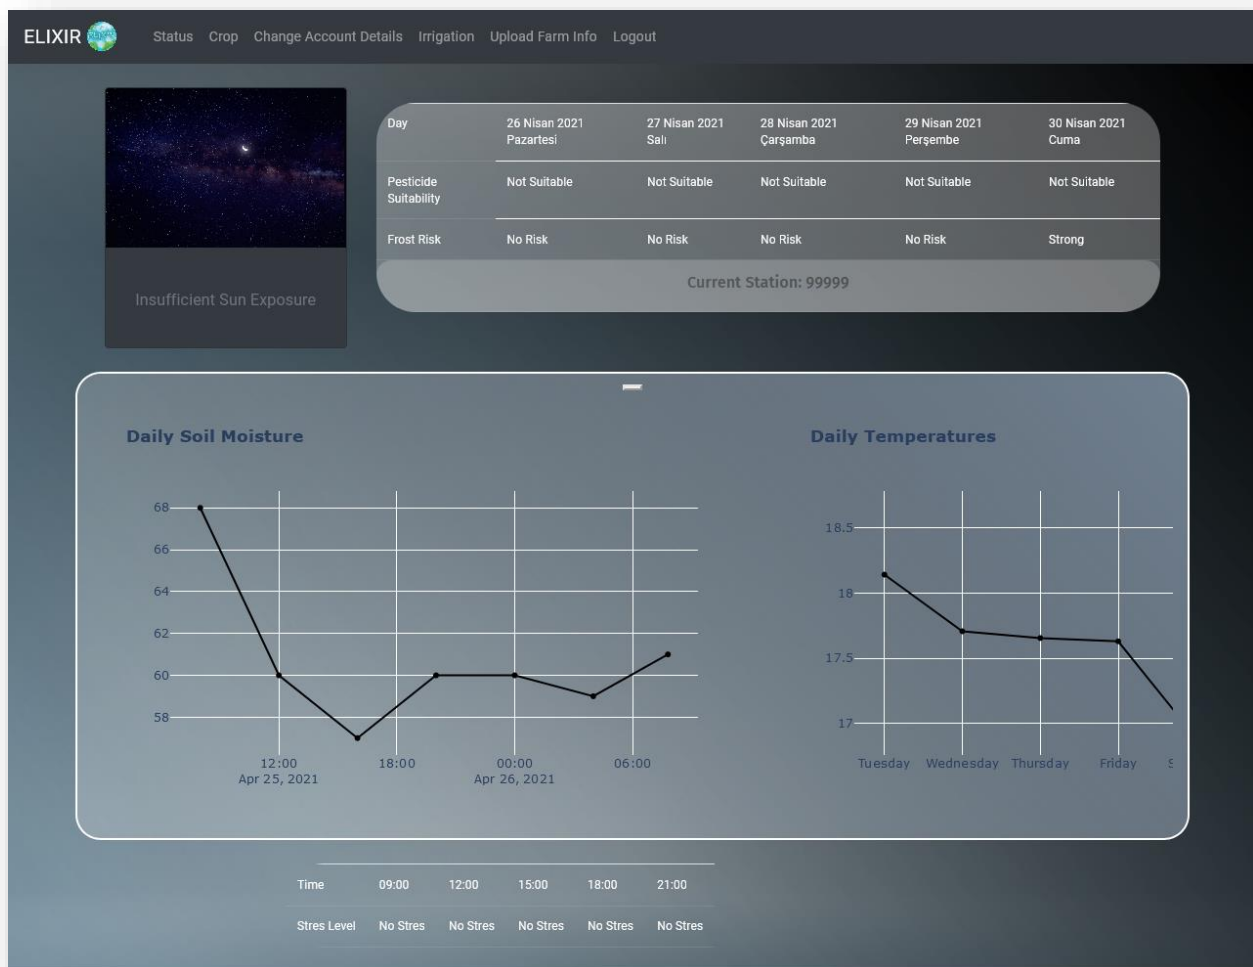 ELIXIR
Status Crop Change Account Details Irrigation Upload Farm Info Logout
Insufficient Sun Exposure
Day 26 Nisan 2021 27 Nisan 2021 28 Nisan 2021 29 Nisan 2021 30 Nisan 2021
Pazartesi Salı Çarşamba Perşembe Cuma
Pesticide Not Suitable Not Suitable Not Suitable Not Suitable Not Suitable
Suitability
Frost Risk No Risk No Risk No Risk No Risk Strong
Current Station: 99999
Daily Soil Moisture
68
66
64
62
60
58
12:00 18:00 00:00 06:00
Apr 25, 2021 Apr 26, 2021
Daily Temperatures
18.5
18
17.5
17
Tuesday Wednesday Thursday Friday S
Time 09:00 12:00 15:00 18:00 21:00
Stres Level No Stres No Stres No Stres No Stres No Stres